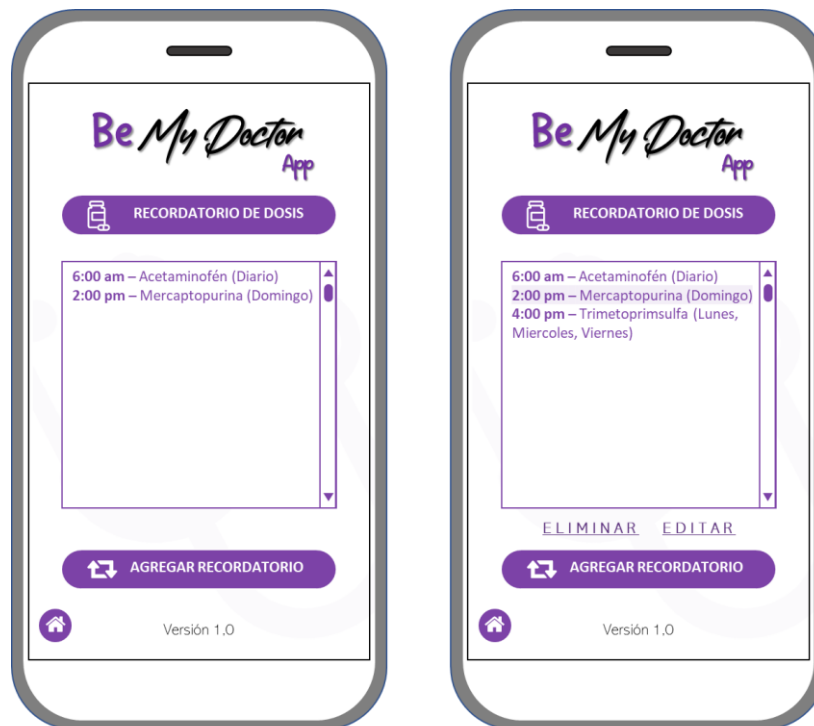 Be My Doctor
App
RECORDATORIO DE DOSIS
6:00 am – Acetaminofén (Diario)
2:00 pm – Mercaptopurina (Domingo)
AGREGAR RECORDATORIO
Versión 1.0
Be My Doctor
App
RECORDATORIO DE DOSIS
6:00 am – Acetaminofén (Diario)
2:00 pm – Mercaptopurina (Domingo)
4:00 pm – Trimetoprimsulfa (Lunes,
Miercoles, Viernes)
ELIMINAR EDITAR
AGREGAR RECORDATORIO
Versión 1.0